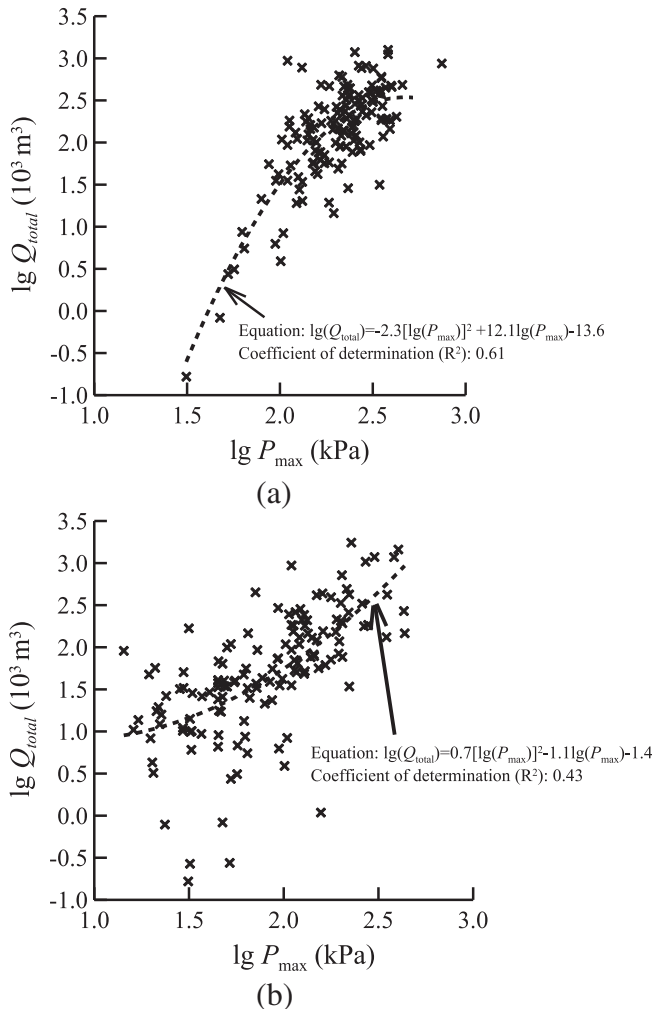 3.5
3.0
2.5
2.0
1.5
1.0
0.5
0.0
-0.5
-1.0
lg Q_total (10³ m³)
Equation: lg(Q_total)=-2.3[lg(P_max)]² +12.1lg(P_max)-13.6
Coefficient of determination (R²): 0.61
1.0 1.5 2.0 2.5 3.0
lg P_max (kPa)
(a)
3.5
3.0
2.5
2.0
1.5
1.0
0.5
0.0
-0.5
-1.0
lg Q_total (10³ m³)
Equation: lg(Q_total)=0.7[lg(P_max)]²-1.1lg(P_max)-1.4
Coefficient of determination (R²): 0.43
1.0 1.5 2.0 2.5 3.0
lg P_max (kPa)
(b)